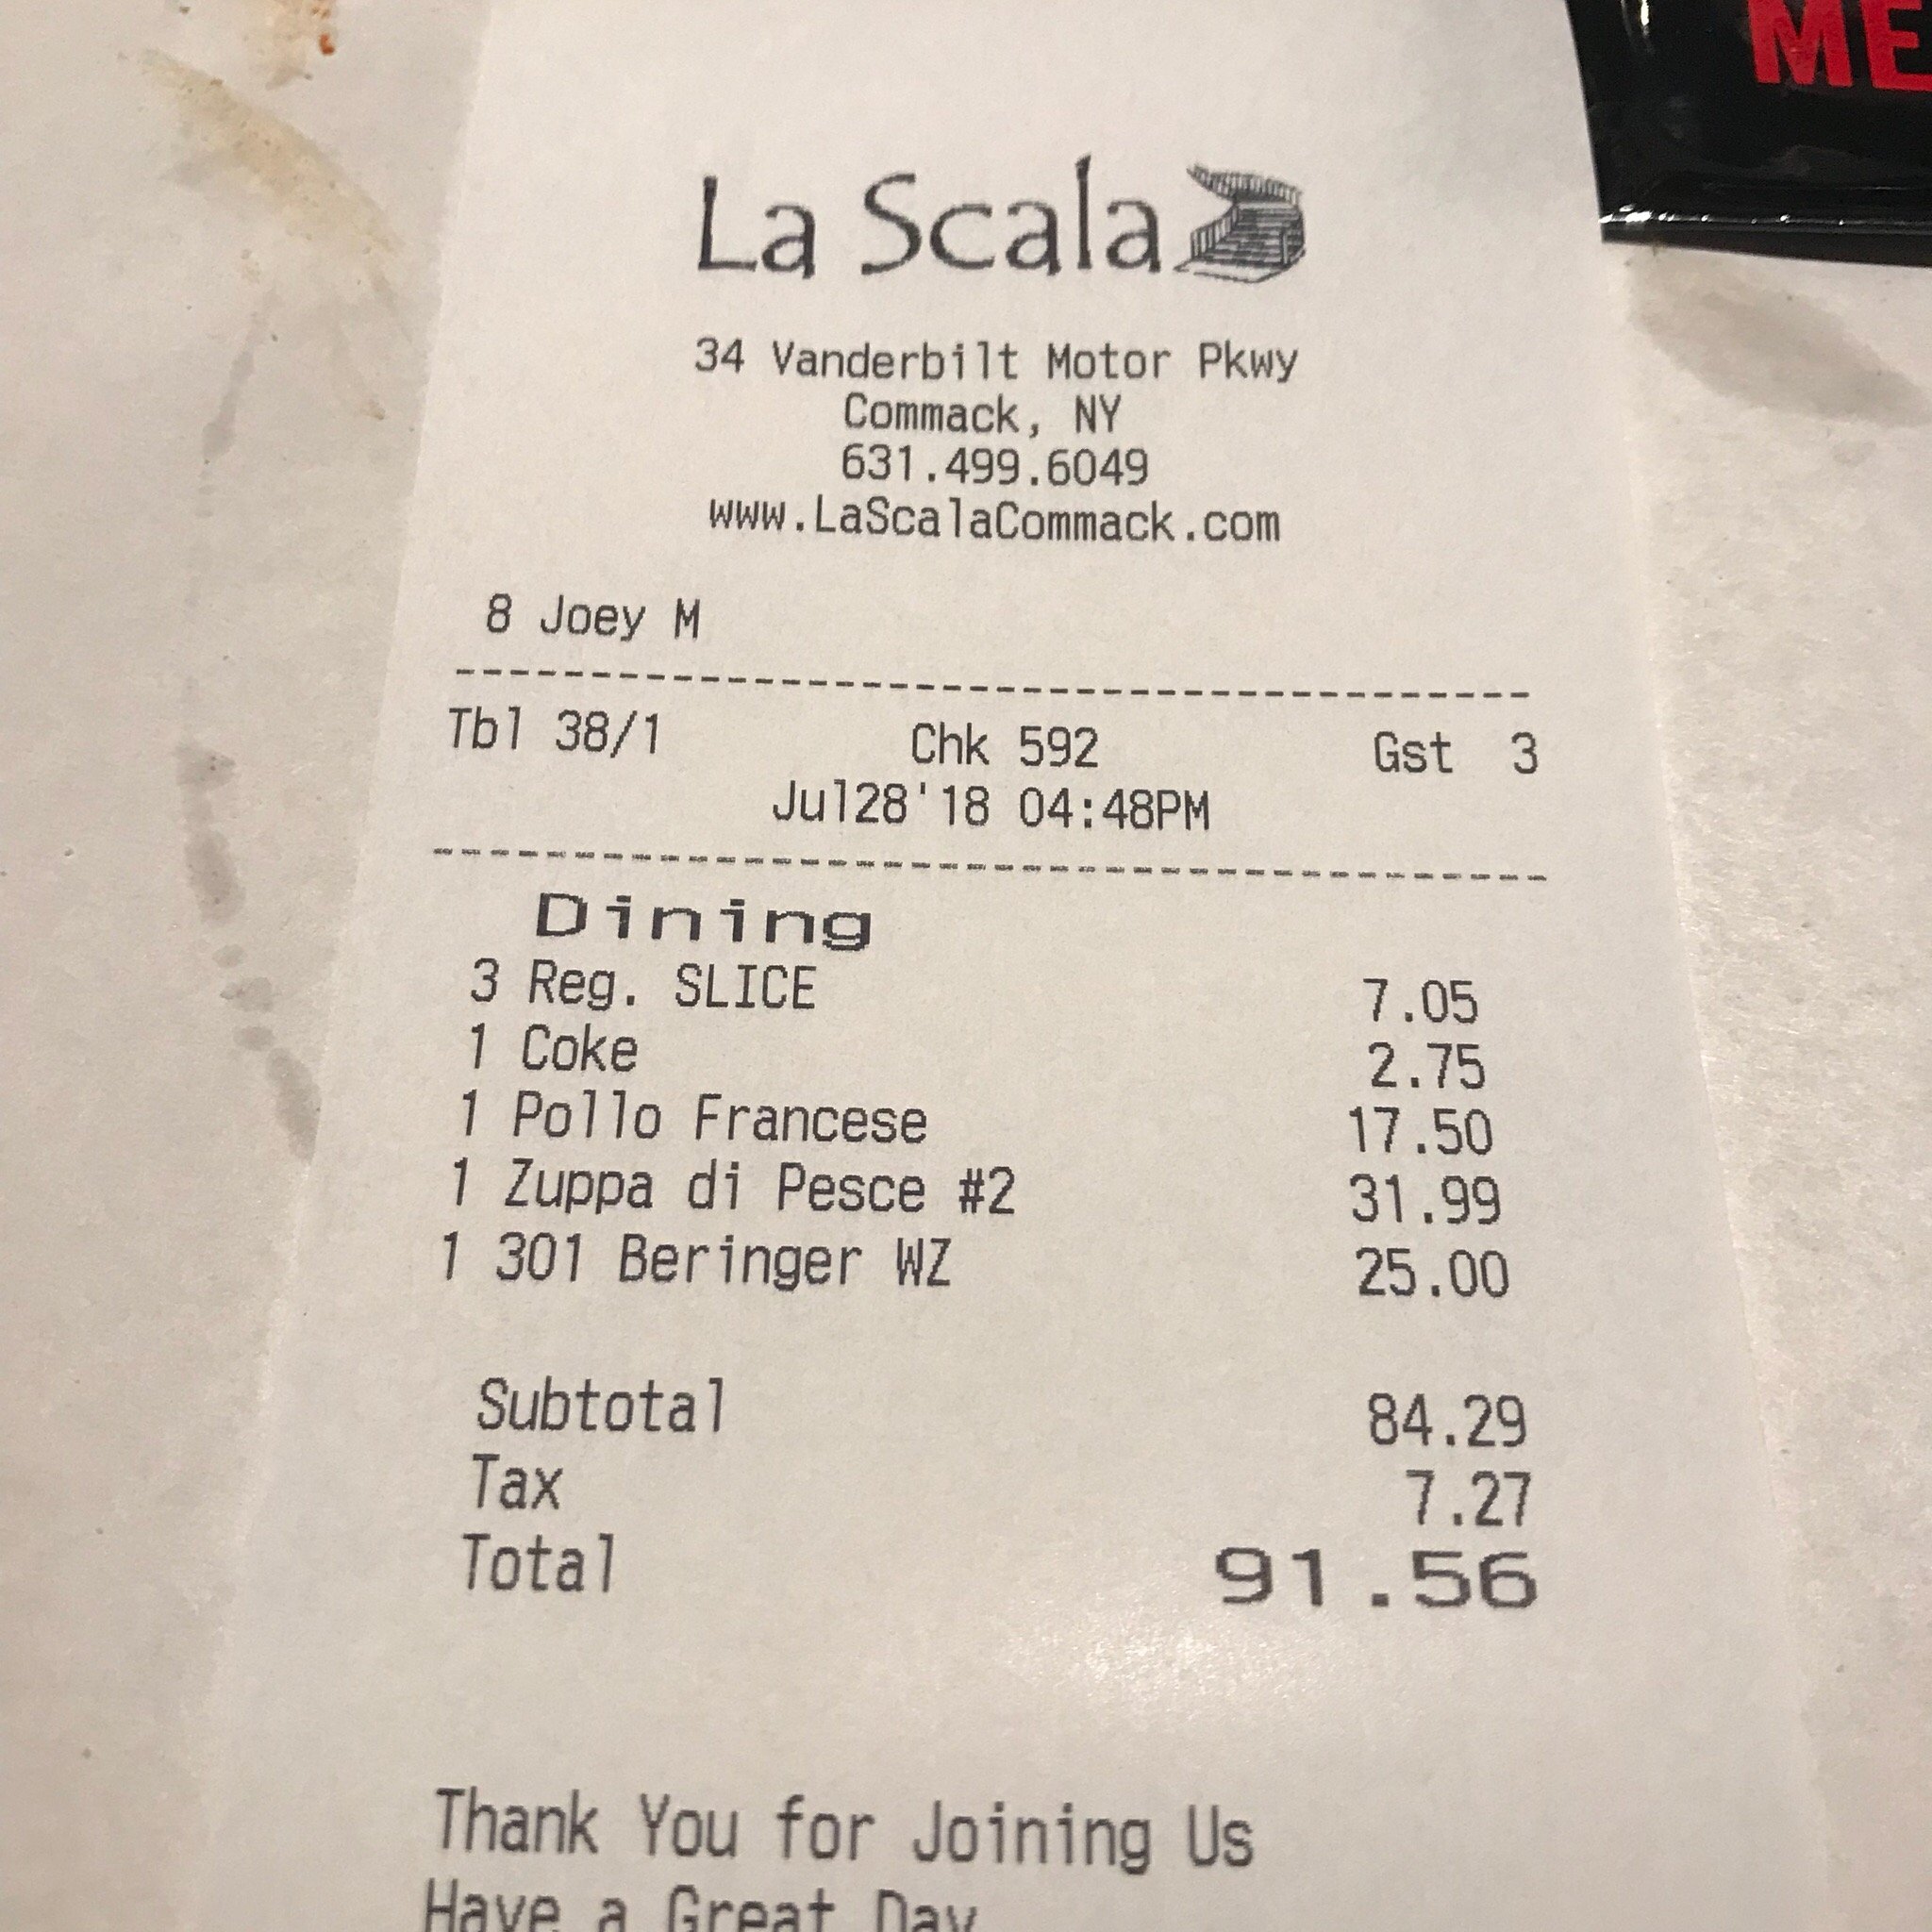 ME
La Scala
34 Vanderbilt Motor Pkwy
Commack, NY
631.499.6049
www.LaScalaCommack.com
8 Joey M
Tbl 38/1 Chk 592 Gst 3
Jul28'18 04:48PM
Dining
3 Reg. SLICE 7.05
1 Coke 2.75
1 Pollo Francese 17.50
1 Zuppa di Pesce #2 31.99
1 301 Beringer WZ 25.00
Subtotal 84.29
Tax 7.27
Total 91.56
Thank You for Joining Us
Have a Great Day